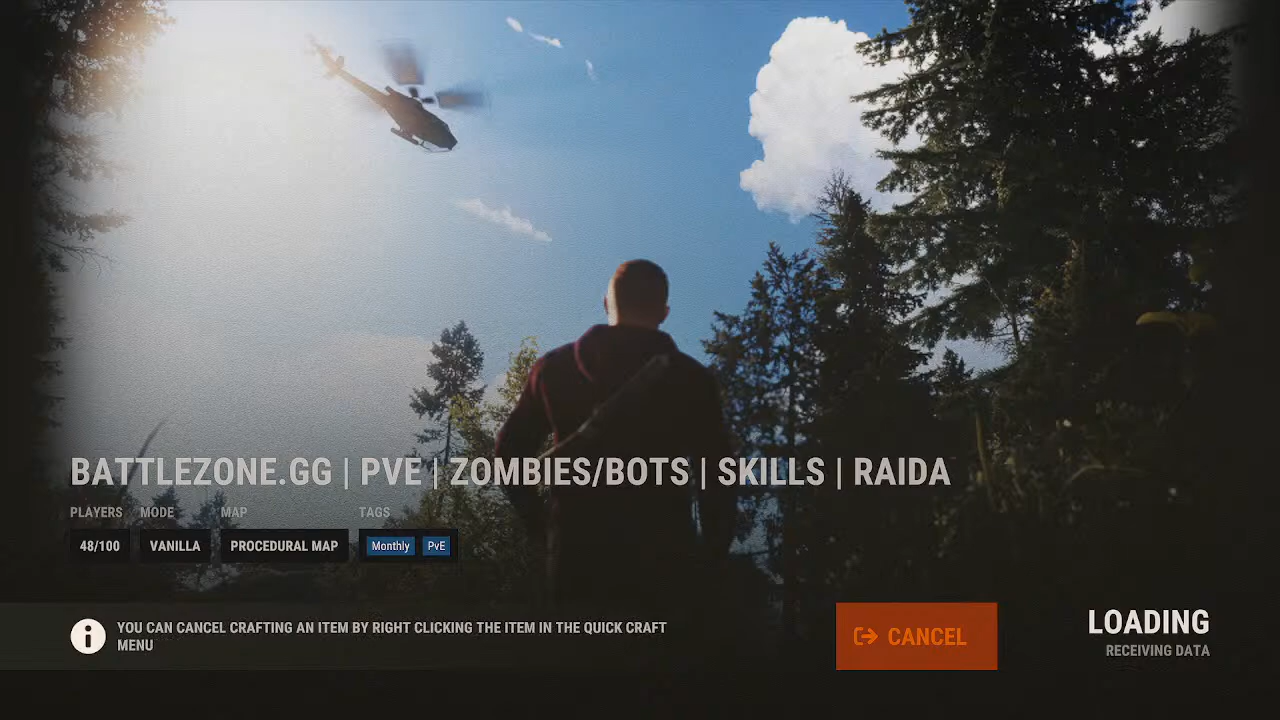 BATTLEZONE.GG | PVE | ZOMBIES/BOTS | SKILLS | RAIDA
PLAYERS MODE MAP TAGS
48/100 VANILLA PROCEDURAL MAP Monthly PvE
YOU CAN CANCEL CRAFTING AN ITEM BY RIGHT CLICKING THE ITEM IN THE QUICK CRAFT
MENU
CANCEL
LOADING
RECEIVING DATA